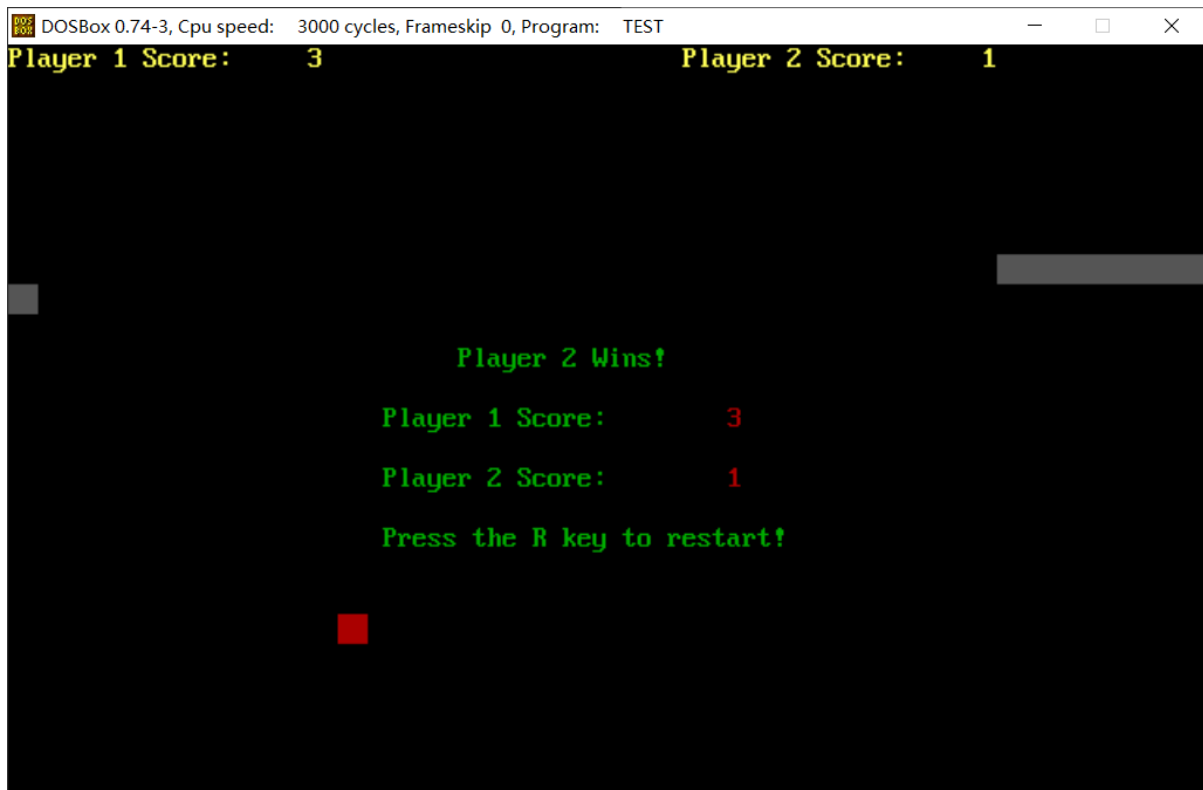 DOSBox 0.74-3, Cpu speed: 3000 cycles, Frameskip 0, Program: TEST
Player 1 Score: 3 Player 2 Score: 1
Player 2 Wins!
Player 1 Score: 3
Player 2 Score: 1
Press the R key to restart!